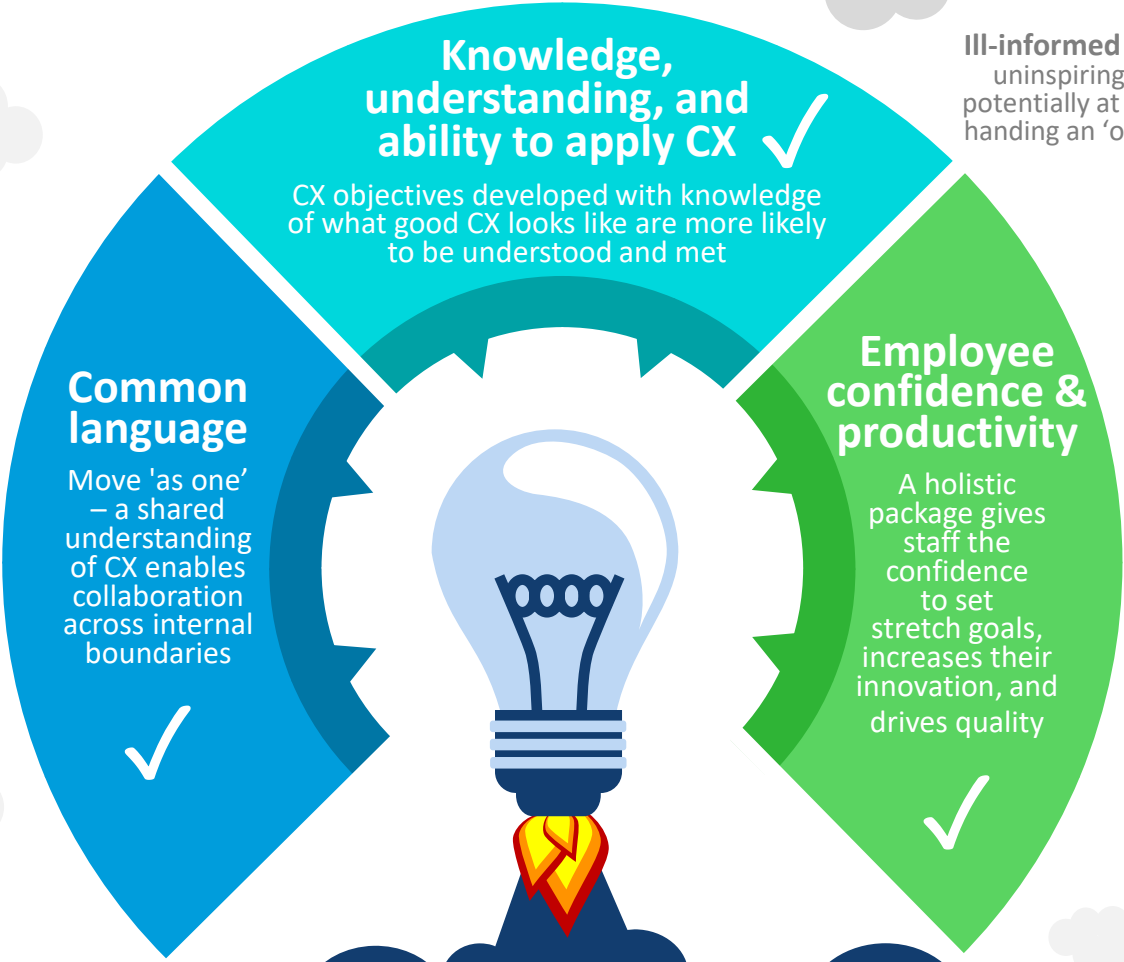 Knowledge,
understanding, and
ability to apply CX
CX objectives developed with knowledge
of what good CX looks like are more likely
to be understood and met
Ill-informed
uninspiring
potentially at
handing an ‘o
Common
language
Move 'as one’
– a shared
understanding
of CX enables
collaboration
across internal
boundaries
Employee
confidence &
productivity
A holistic
package gives
staff the
confidence
to set
stretch goals,
increases their
innovation, and
drives quality